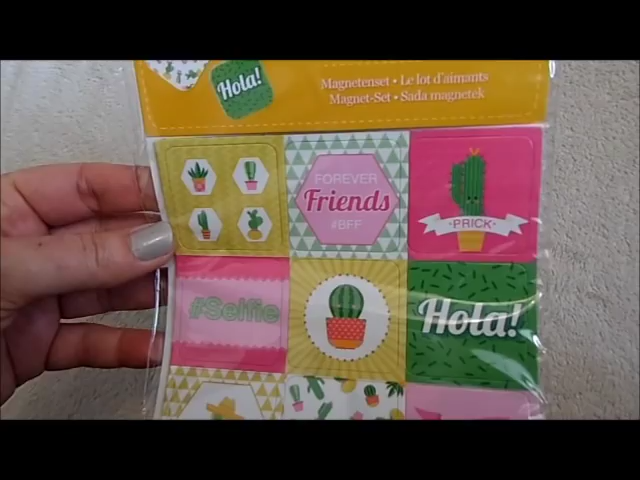 Hola!
Magnetenset • Le lot d'aimants
Magnet-Set • Sada magnetek
FOREVER
Friends
#BFF
PRICK
#Selfie
Hola!